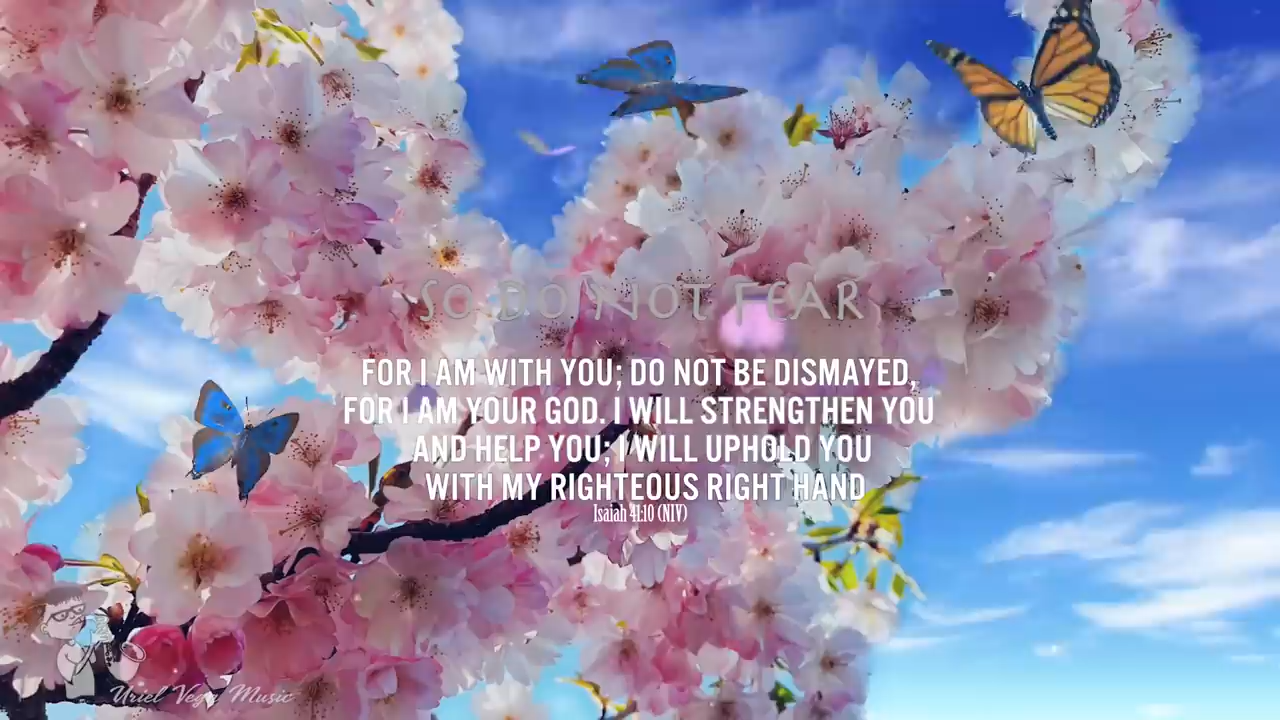 SO DO NOT FEAR
FOR I AM WITH YOU; DO NOT BE DISMAYED,
FOR I AM YOUR GOD. I WILL STRENGTHEN YOU
AND HELP YOU; I WILL UPHOLD YOU
WITH MY RIGHTEOUS RIGHT HAND
Isaiah 41:10 (NIV)
Uriel Vega Music